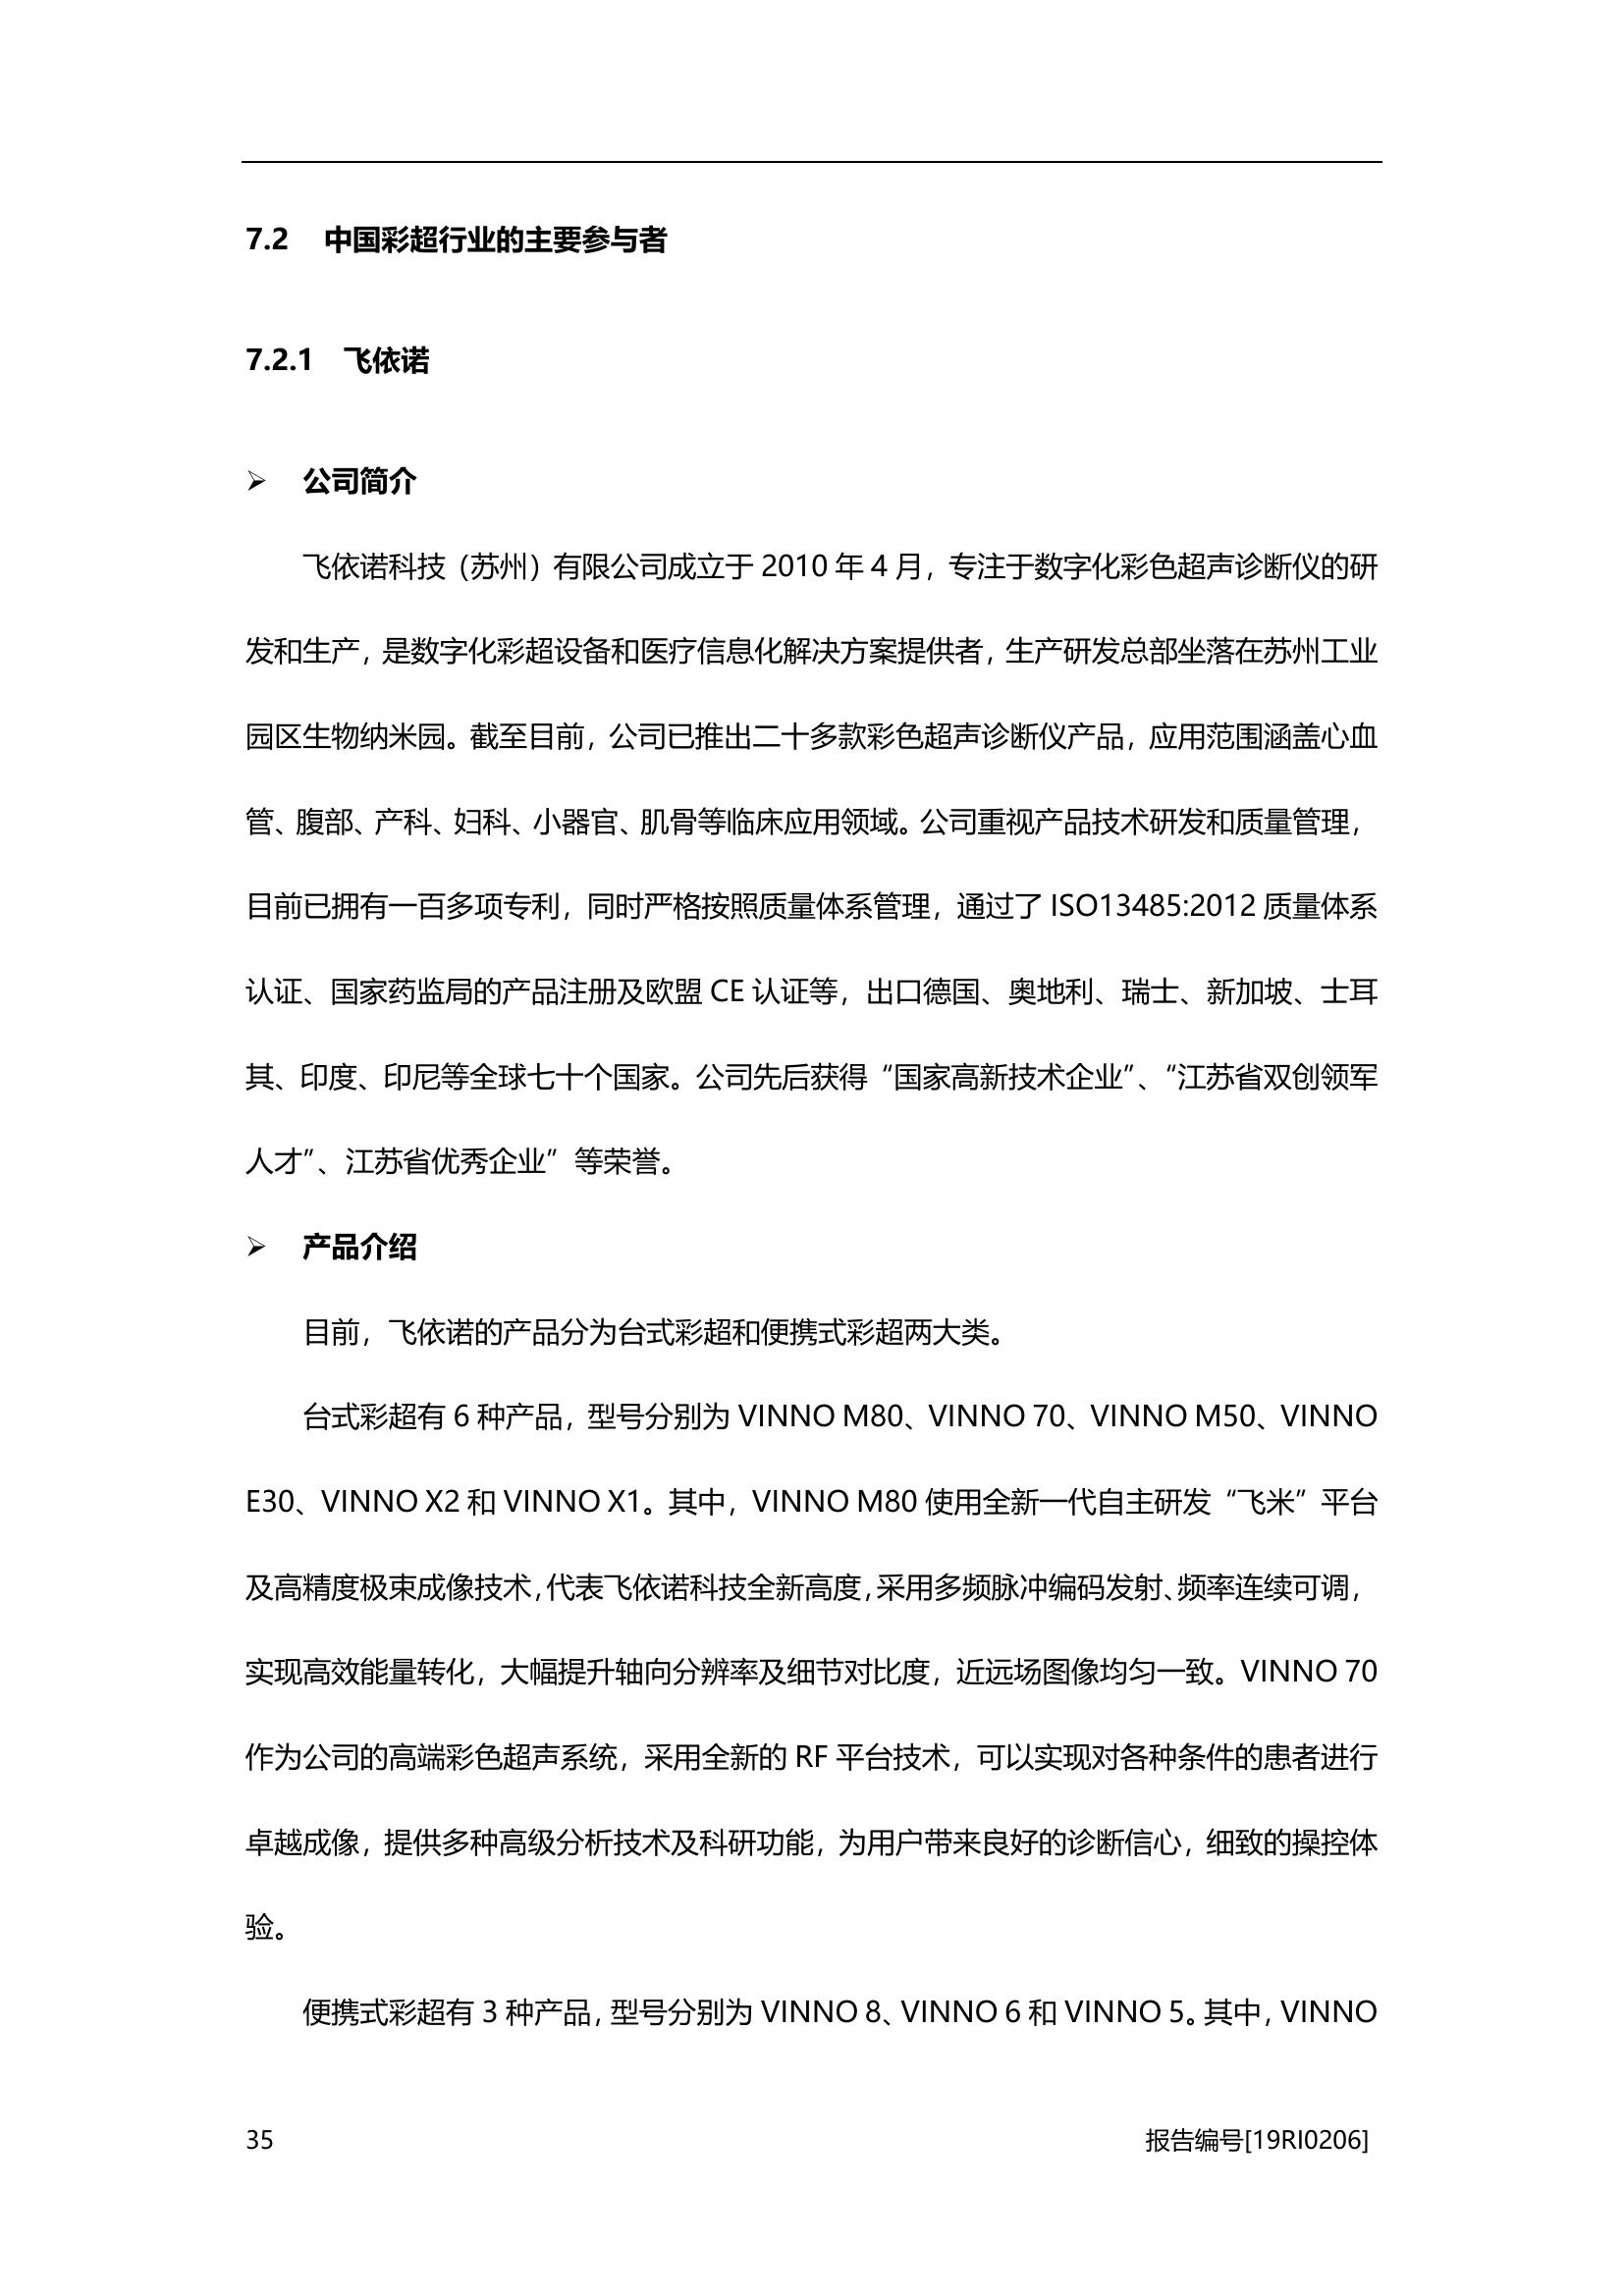 7.2 中国彩超行业的主要参与者
7.2.1 飞依诺
➢ 公司简介
飞依诺科技（苏州）有限公司成立于 2010 年 4 月，专注于数字化彩色超声诊断仪的研
发和生产，是数字化彩超设备和医疗信息化解决方案提供者，生产研发总部坐落在苏州工业
园区生物纳米园。截至目前，公司已推出二十多款彩色超声诊断仪产品，应用范围涵盖心血
管、腹部、产科、妇科、小器官、肌骨等临床应用领域。公司重视产品技术研发和质量管理，
目前已拥有一百多项专利，同时严格按照质量体系管理，通过了 ISO13485:2012 质量体系
认证、国家药监局的产品注册及欧盟 CE 认证等，出口德国、奥地利、瑞士、新加坡、士耳
其、印度、印尼等全球七十个国家。公司先后获得“国家高新技术企业”、“江苏省双创领军
人才”、江苏省优秀企业”等荣誉。
➢ 产品介绍
目前，飞依诺的产品分为台式彩超和便携式彩超两大类。
台式彩超有 6 种产品，型号分别为 VINNO M80、VINNO 70、VINNO M50、VINNO
E30、VINNO X2 和 VINNO X1。其中，VINNO M80 使用全新一代自主研发“飞米”平台
及高精度极束成像技术，代表飞依诺科技全新高度，采用多频脉冲编码发射、频率连续可调，
实现高效能量转化，大幅提升轴向分辨率及细节对比度，近远场图像均匀一致。VINNO 70
作为公司的高端彩色超声系统，采用全新的 RF 平台技术，可以实现对各种条件的患者进行
卓越成像，提供多种高级分析技术及科研功能，为用户带来良好的诊断信心，细致的操控体
验。
便携式彩超有 3 种产品，型号分别为 VINNO 8、VINNO 6 和 VINNO 5。其中，VINNO
35 报告编号[19RI0206]